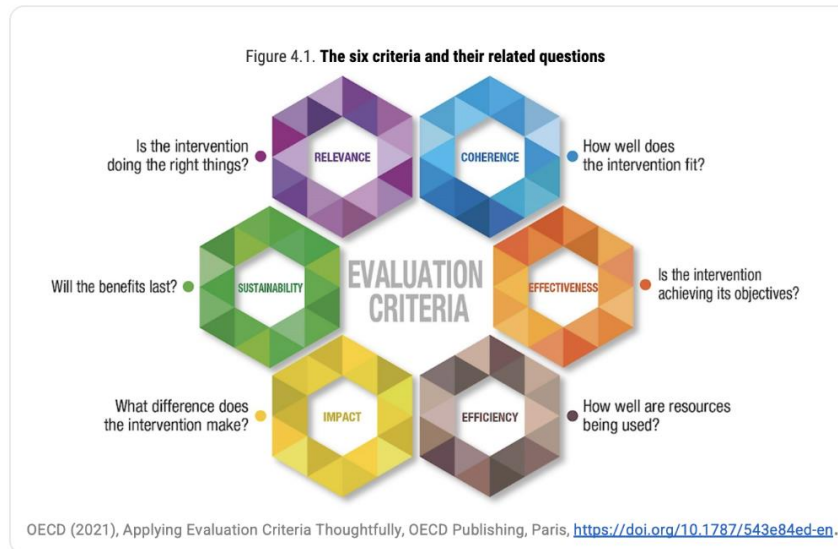 Figure 4.1. The six criteria and their related questions
Is the intervention
doing the right things?
RELEVANCE
COHERENCE
How well does
the intervention fit?
Will the benefits last?
SUSTAINABILITY
EVALUATION
CRITERIA
EFFECTIVENESS
Is the intervention
achieving its objectives?
What difference does
the intervention make?
IMPACT
EFFICIENCY
How well are resources
being used?
OECD (2021), Applying Evaluation Criteria Thoughtfully, OECD Publishing, Paris, https://doi.org/10.1787/543e84ed-en.